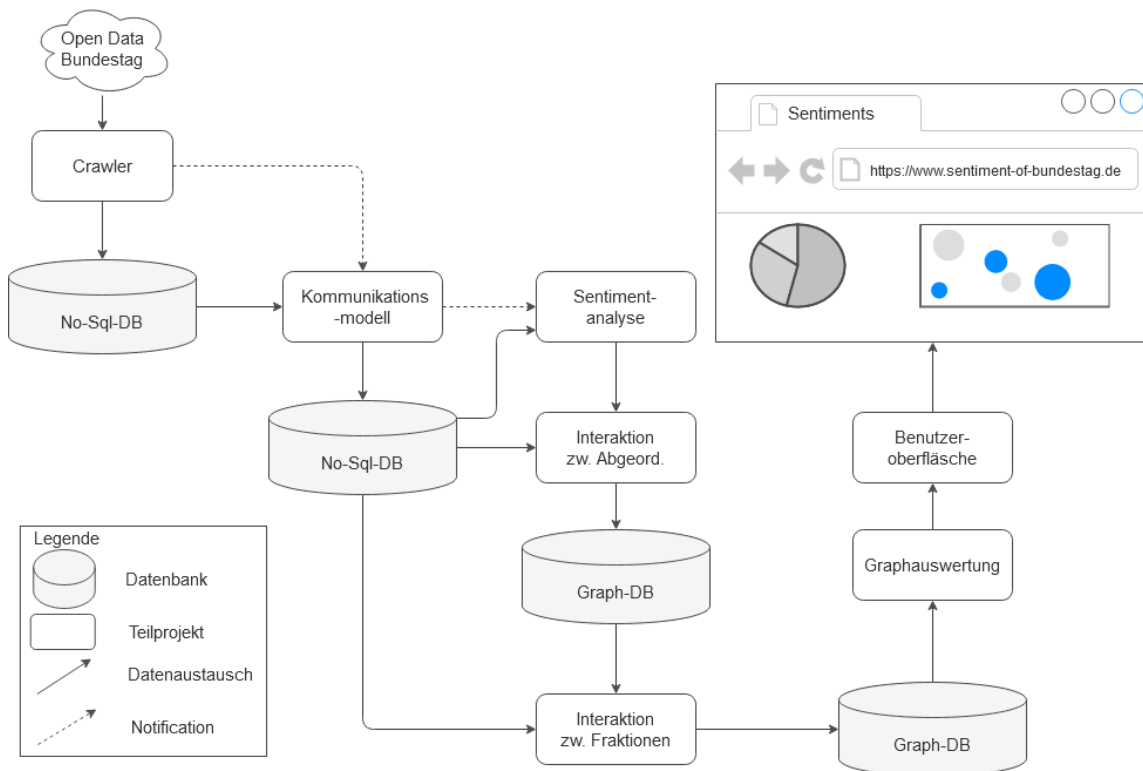 Open Data
Bundestag
Crawler
No-Sql-DB
Kommunikations
-modell
Sentiment-
analyse
No-Sql-DB
Interaktion
zw. Abgeord.
Graph-DB
Interaktion
zw. Fraktionen
Graph-DB
Graphauswertung
Benutzer-
oberfläsche
Sentiments
https://www.sentiment-of-bundestag.de
Legende
Datenbank
Teilprojekt
Datenaustausch
Notification